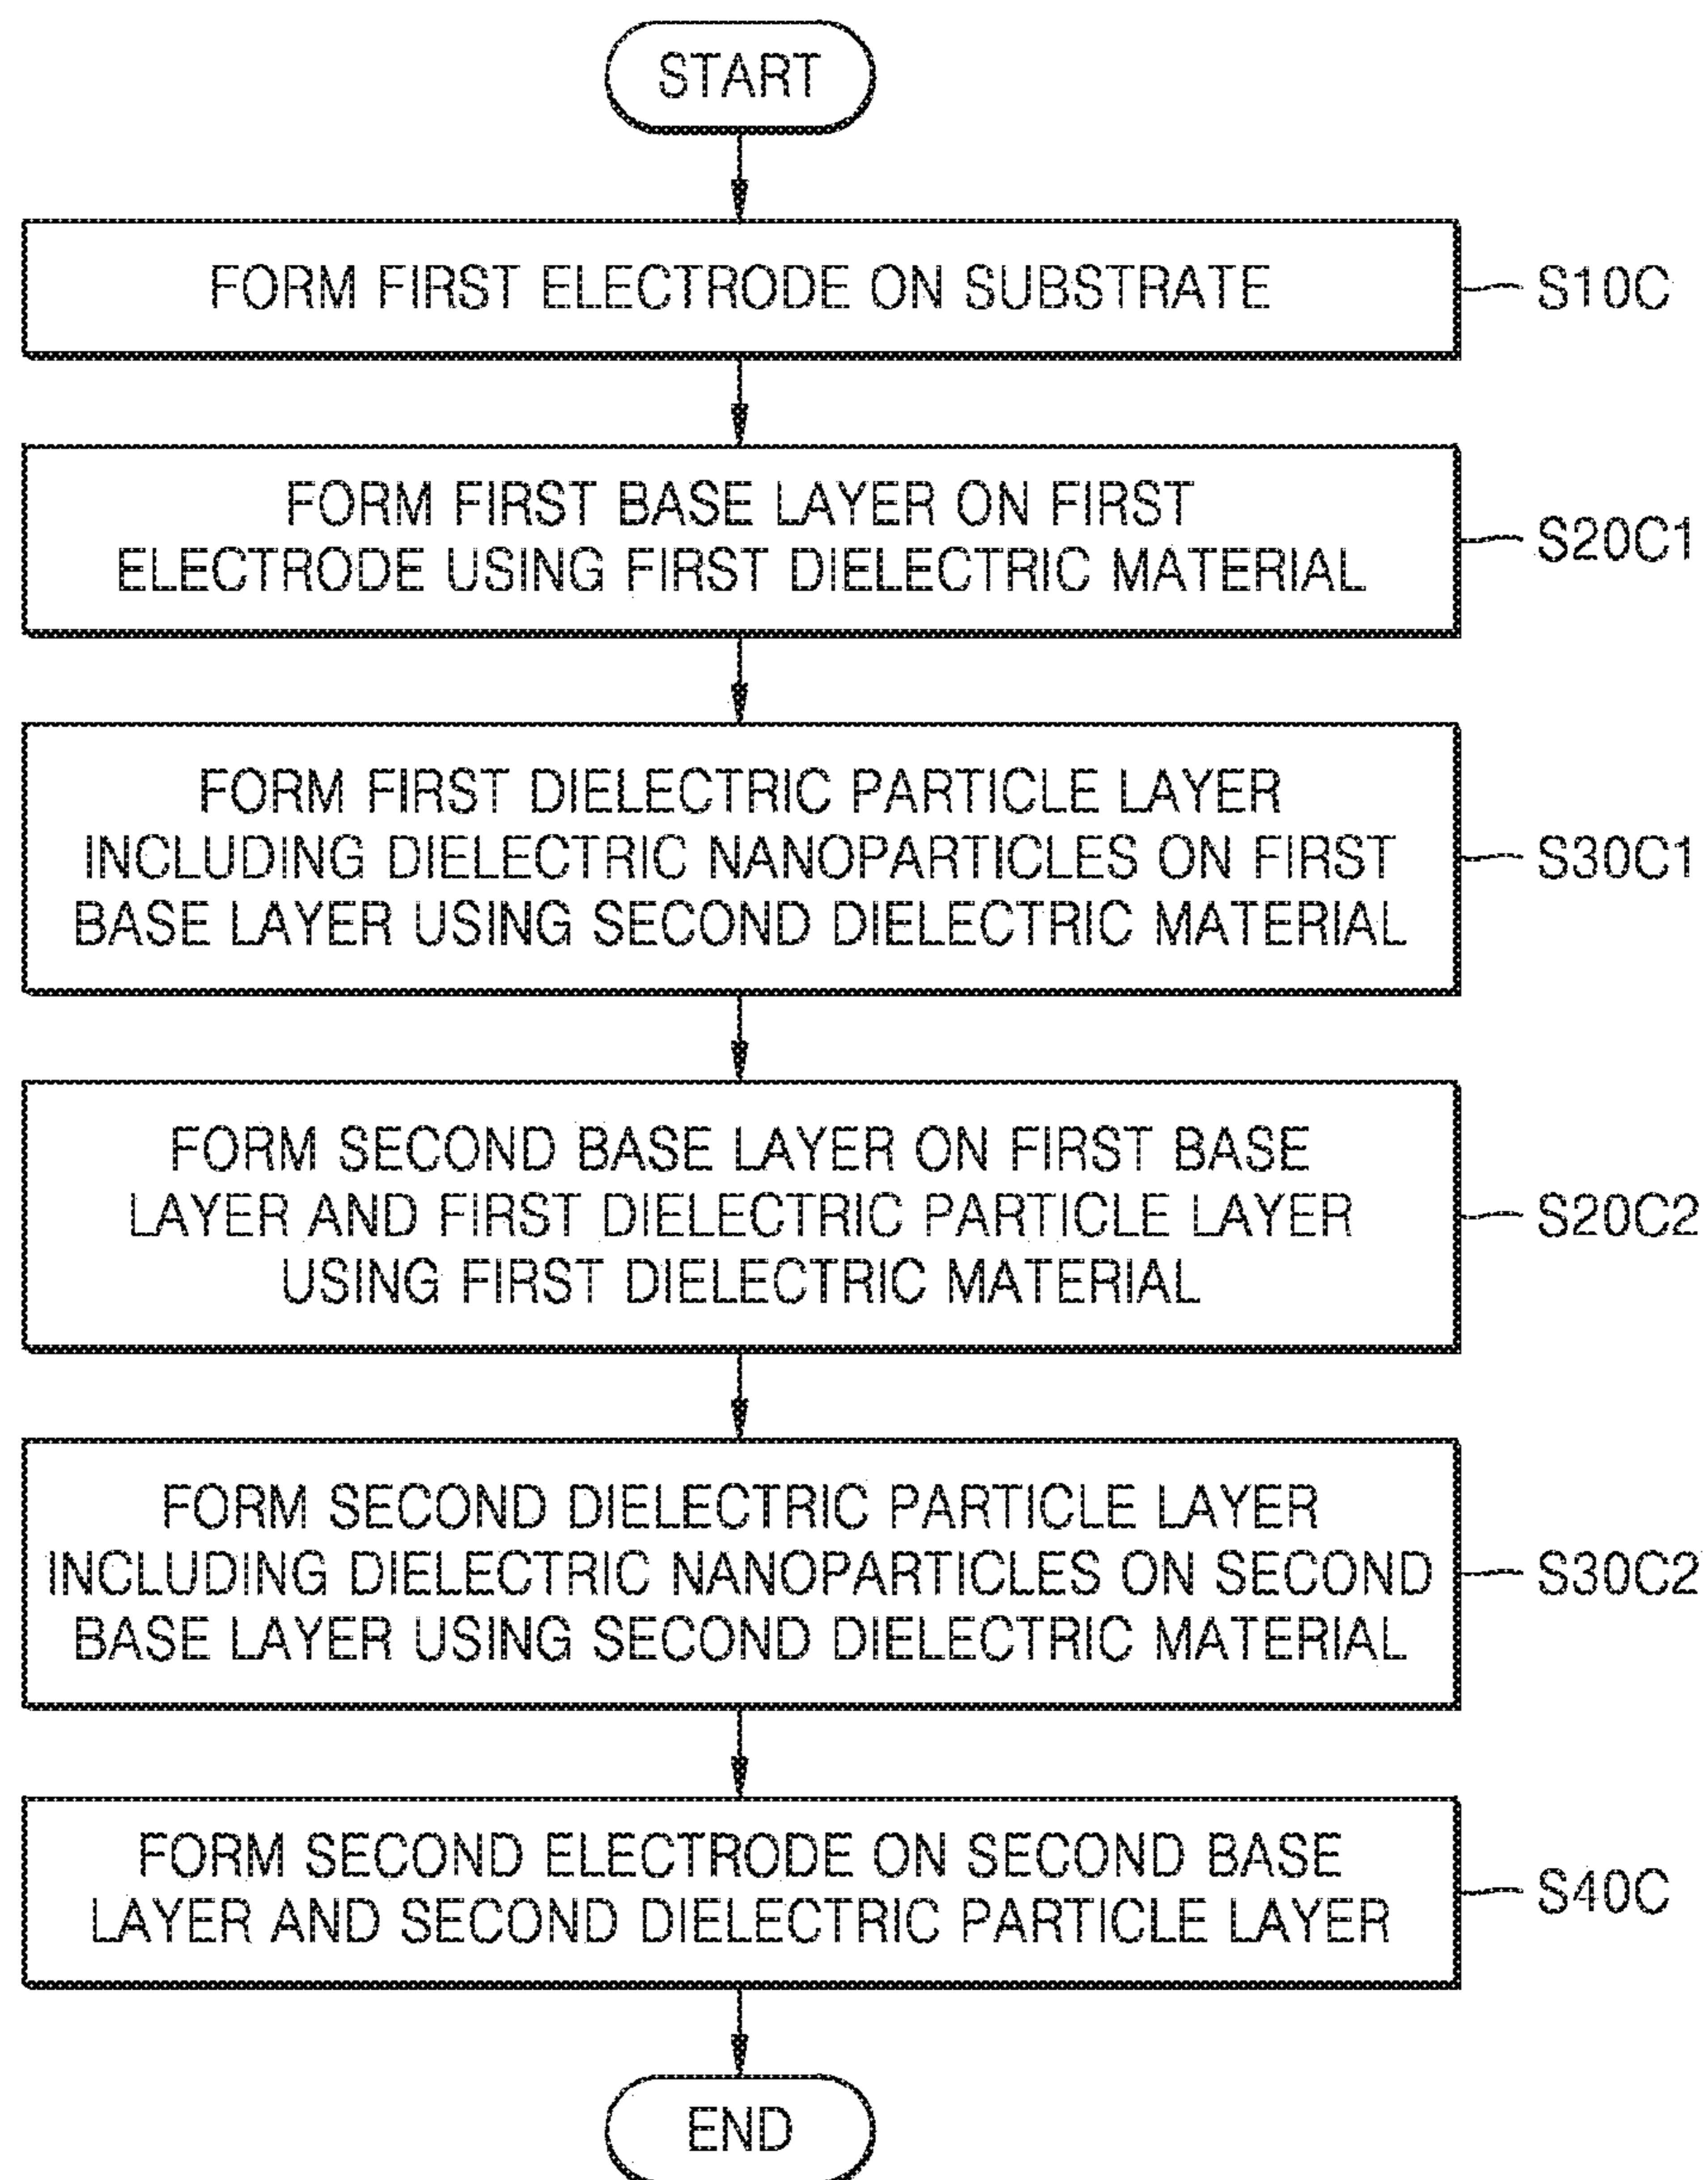 START
FORM FIRST ELECTRODE ON SUBSTRATE
S10C
FORM FIRST BASE LAYER ON FIRST
ELECTRODE USING FIRST DIELECTRIC MATERIAL
S20C1
FORM FIRST DIELECTRIC PARTICLE LAYER
INCLUDING DIELECTRIC NANOPARTICLES ON FIRST
BASE LAYER USING SECOND DIELECTRIC MATERIAL
S30C1
FORM SECOND BASE LAYER ON FIRST BASE
LAYER AND FIRST DIELECTRIC PARTICLE LAYER
USING FIRST DIELECTRIC MATERIAL
S20C2
FORM SECOND DIELECTRIC PARTICLE LAYER
INCLUDING DIELECTRIC NANOPARTICLES ON SECOND
BASE LAYER USING SECOND DIELECTRIC MATERIAL
S30C2
FORM SECOND ELECTRODE ON SECOND BASE
LAYER AND SECOND DIELECTRIC PARTICLE LAYER
S40C
END